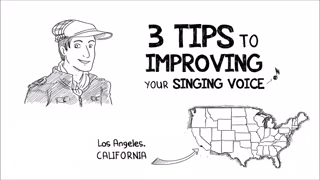 3 TIPS TO
IMPROVING
YOUR SINGING VOICE
Los Angeles.
CALIFORNIA